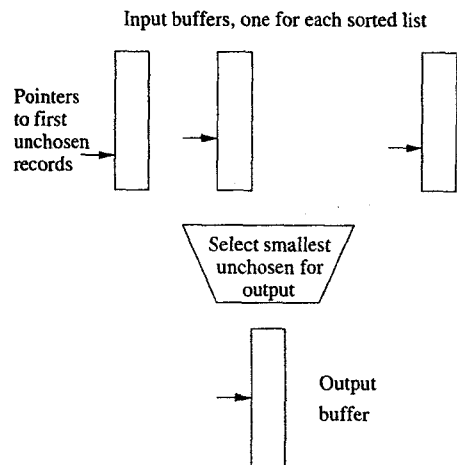 Input buffers, one for each sorted list
Pointers
to first
unchosen
records
Select smallest
unchosen for
output
Output
buffer